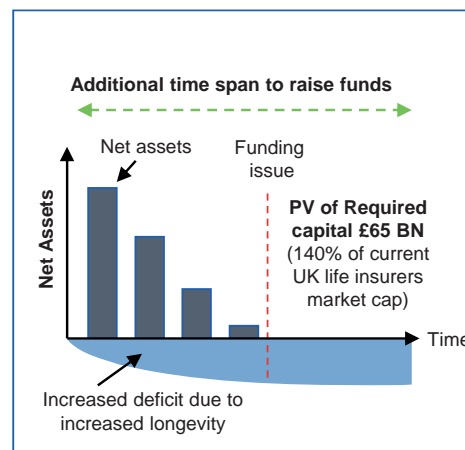 Additional time span to raise funds
Net assets
Funding
issue
PV of Required
capital £65 BN
(140% of current
UK life insurers
market cap)
Net Assets
Time
Increased deficit due to
increased longevity